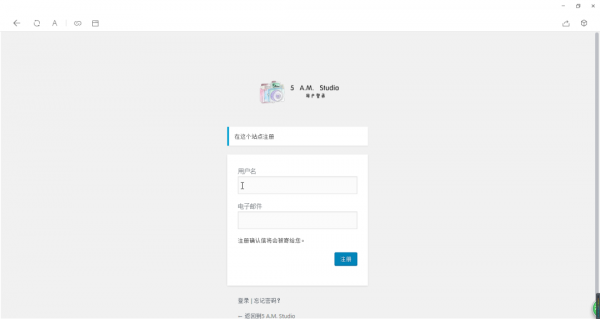 5 A.M. Studio
用户登录
在这个站点注册
用户名
电子邮件
注册确认信将会被寄给您。
注册
登录 | 忘记密码?
← 返回到5 A.M. Studio